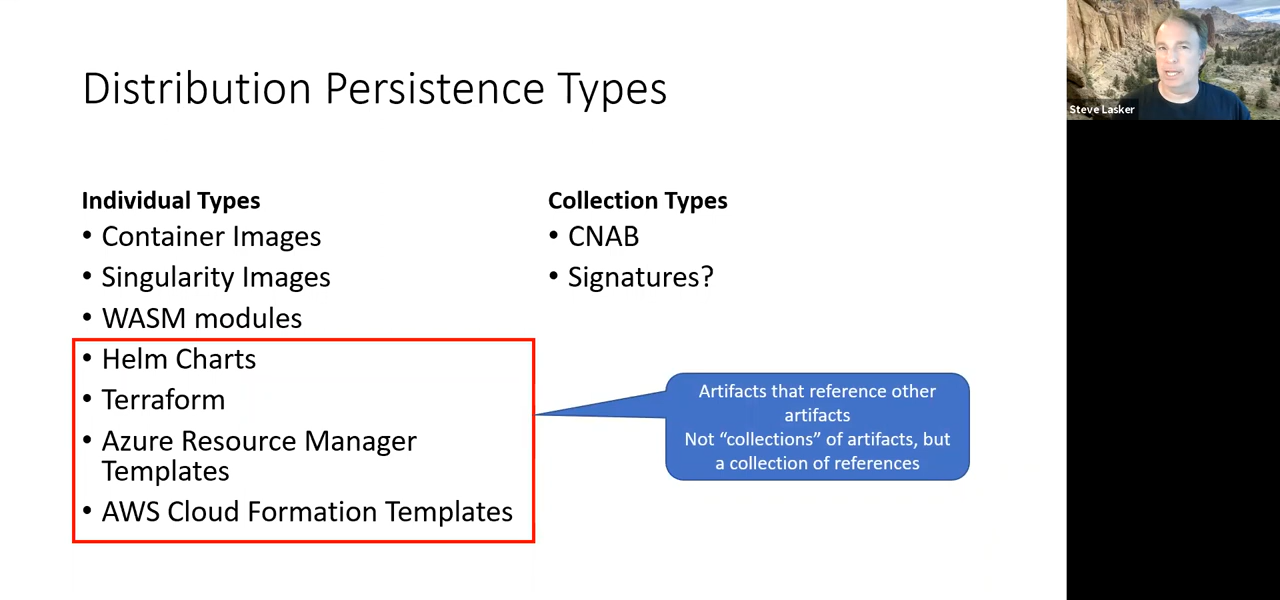 Distribution Persistence Types
Individual Types
• Container Images
• Singularity Images
• WASM modules
• Helm Charts
• Terraform
• Azure Resource Manager
Templates
• AWS Cloud Formation Templates
Collection Types
• CNAB
• Signatures?
Artifacts that reference other
artifacts
Not “collections” of artifacts, but
a collection of references
Steve Lasker